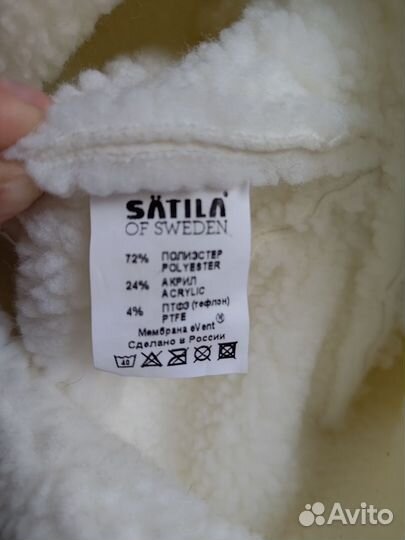 SÄTILA®
OF SWEDEN
72% ПОЛИЭСТЕР
POLYESTER
24% АКРИЛ
ACRYLIC
4% ПТФЭ (тефлон)
PTFE
Мембрана eVent ®
Сделано в России
40
Avito